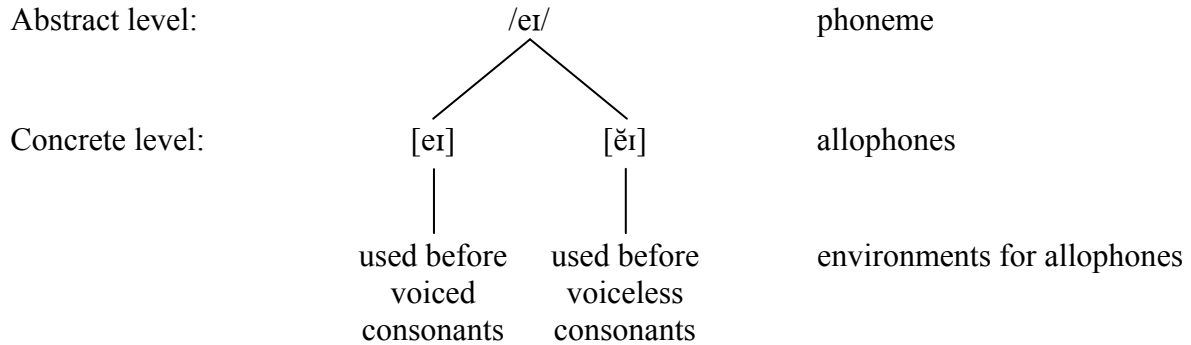 Abstract level: /eɪ/ phoneme
Concrete level: [eɪ] [ĕɪ] allophones
used before used before environments for allophones
voiced voiceless
consonants consonants